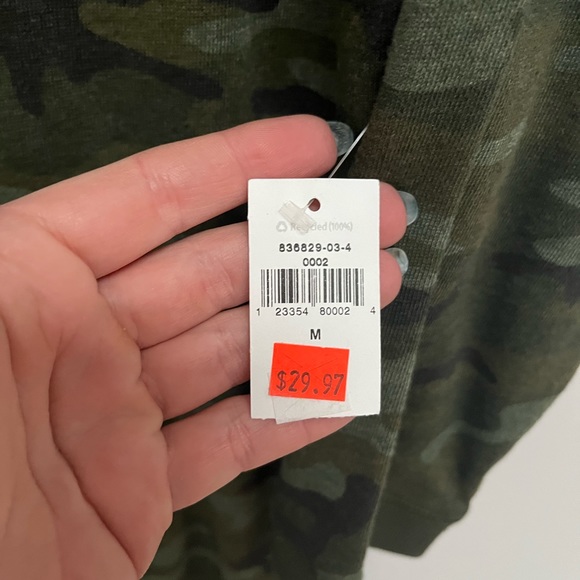 Recycled (100%)
836829-03-4
0002
1 23354 80002 4
M
$29.97